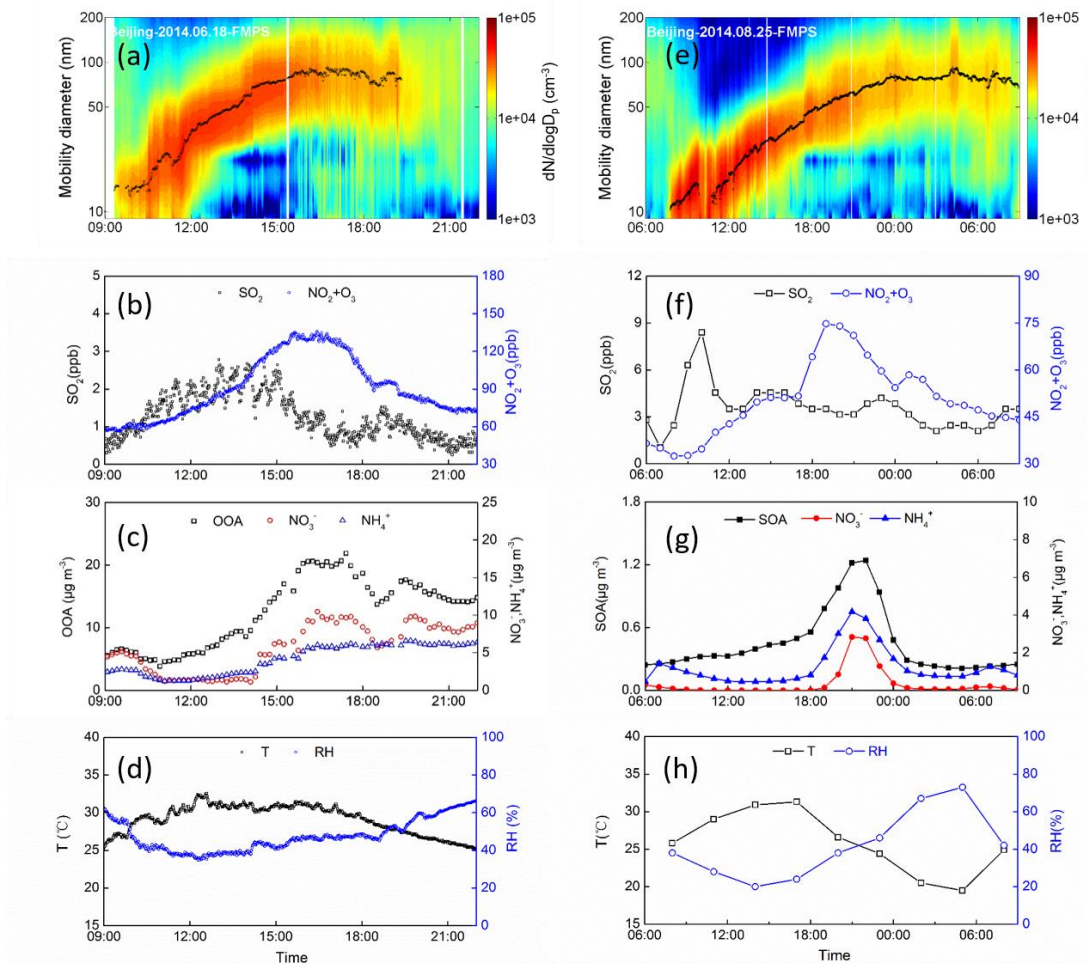 Beijing-2014.06.18-FMPS
(a)
Mobility diameter (nm)
200
100
50
10
09:00 12:00 15:00 18:00 21:00
1e+05
1e+04
1e+03
dN/dlogDp (cm-3)
Beijing-2014.08.25-FMPS
(e)
Mobility diameter (nm)
200
100
50
10
06:00 12:00 18:00 00:00 06:00
1e+05
1e+04
1e+03
(b)
SO2 NO2+O3
SO2(ppb)
5
4
3
2
1
0
180
150
120
90
60
30
NO2+O3(ppb)
09:00 12:00 15:00 18:00 21:00
(f)
SO2 NO2+O3
SO2(ppb)
12
9
6
3
0
90
75
60
45
30
NO2+O3(ppb)
06:00 12:00 18:00 00:00 06:00
(c)
OOA NO3- NH4+
OOA (μg m-3)
30
20
10
0
25
20
15
10
5
0
NO3-,NH4+(μg m-3)
09:00 12:00 15:00 18:00 21:00
(g)
SOA NO3- NH4+
SOA(μg m-3)
1.8
1.2
0.6
0.0
10
8
6
4
2
0
NO3-,NH4+(μg m-3)
06:00 12:00 18:00 00:00 06:00
(d)
T RH
T (℃)
40
35
30
25
20
15
100
80
60
40
20
0
RH (%)
09:00 12:00 15:00 18:00 21:00
Time
(h)
T RH
T(℃)
40
35
30
25
20
15
100
80
60
40
20
0
RH(%)
06:00 12:00 18:00 00:00 06:00
Time